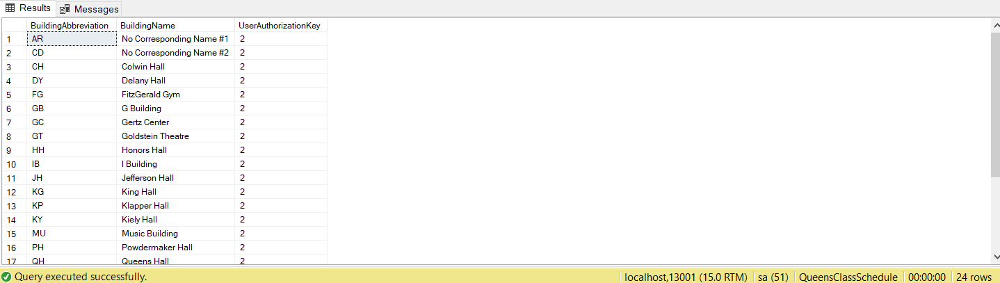 Results Messages
BuildingAbbreviation BuildingName UserAuthorizationKey
1 AR No Corresponding Name #1 2
2 CD No Corresponding Name #2 2
3 CH Colwin Hall 2
4 DY Delany Hall 2
5 FG FitzGerald Gym 2
6 GB G Building 2
7 GC Gertz Center 2
8 GT Goldstein Theatre 2
9 HH Honors Hall 2
10 IB I Building 2
11 JH Jefferson Hall 2
12 KG King Hall 2
13 KP Klapper Hall 2
14 KY Kiely Hall 2
15 MU Music Building 2
16 PH Powdermaker Hall 2
17 QH Queens Hall 2
Query executed successfully. localhost,13001 (15.0 RTM) sa (51) QueensClassSchedule 00:00:00 24 rows